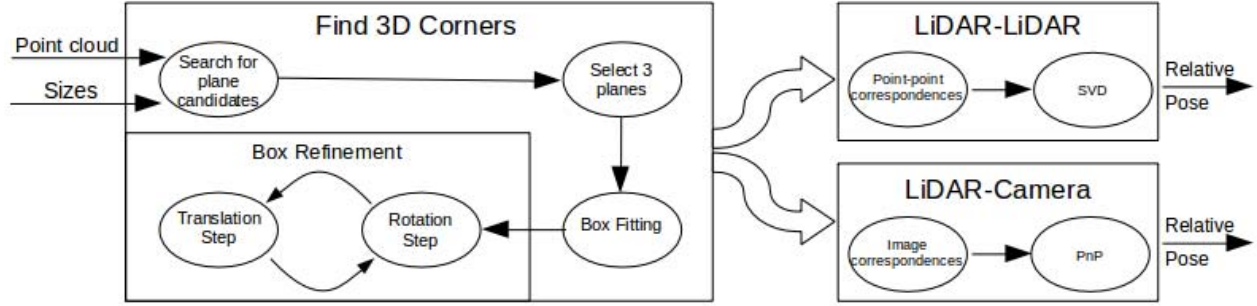 Find 3D Corners
Point cloud
Sizes
Search for
plane
candidates
Select 3
planes
Box Refinement
Translation
Step
Rotation
Step
Box Fitting
LiDAR-LiDAR
Point-point
correspondences
SVD
Relative
Pose
LiDAR-Camera
Image
correspondences
PnP
Relative
Pose